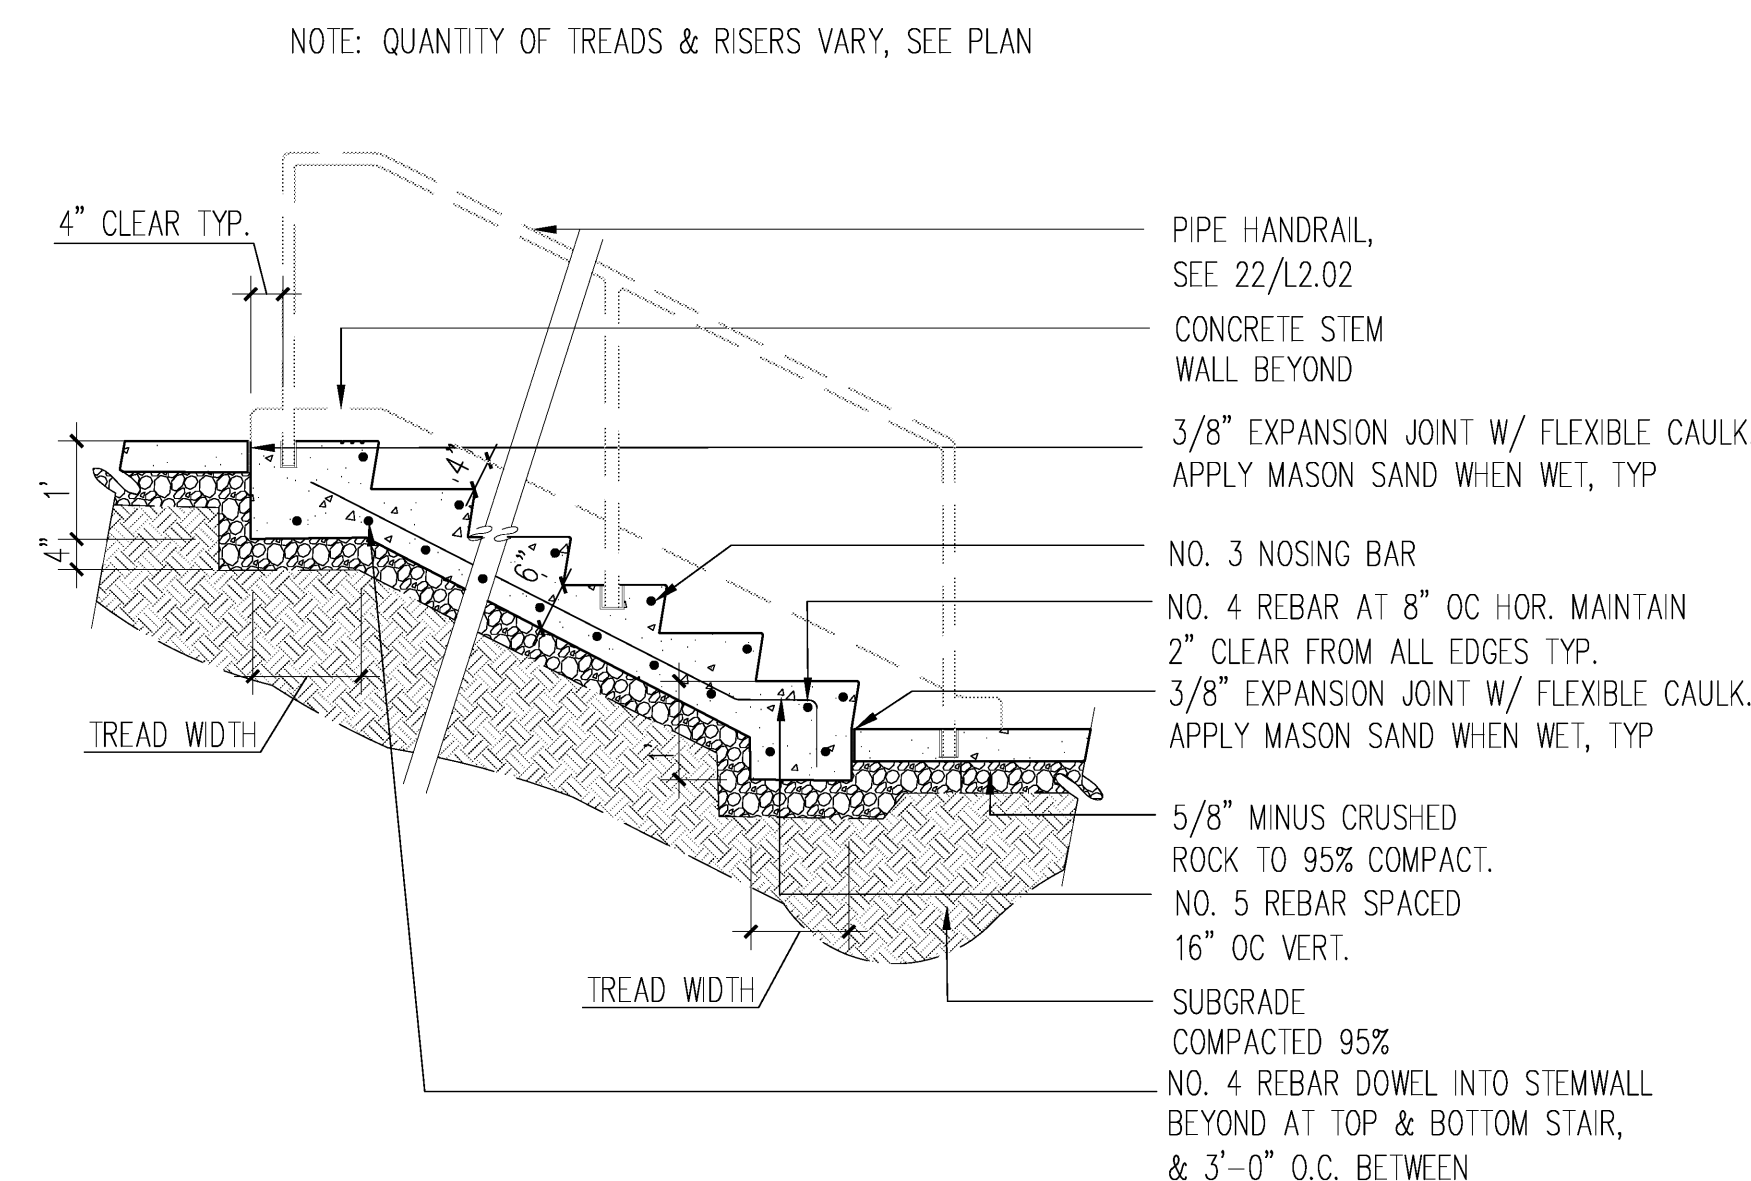 NOTE: QUANTITY OF TREADS & RISERS VARY, SEE PLAN
4" CLEAR TYP.
PIPE HANDRAIL,
SEE 22/L2.02
CONCRETE STEM
WALL BEYOND
3/8" EXPANSION JOINT W/ FLEXIBLE CAULK
APPLY MASON SAND WHEN WET, TYP
4"
1'
4"
6"
NO. 3 NOSING BAR
NO. 4 REBAR AT 8" OC HOR. MAINTAIN
2" CLEAR FROM ALL EDGES TYP.
3/8" EXPANSION JOINT W/ FLEXIBLE CAULK.
APPLY MASON SAND WHEN WET, TYP
TREAD WIDTH
1'
5/8" MINUS CRUSHED
ROCK TO 95% COMPACT.
NO. 5 REBAR SPACED
16" OC VERT.
TREAD WIDTH
SUBGRADE
COMPACTED 95%
NO. 4 REBAR DOWEL INTO STEMWALL
BEYOND AT TOP & BOTTOM STAIR,
& 3'-0" O.C. BETWEEN